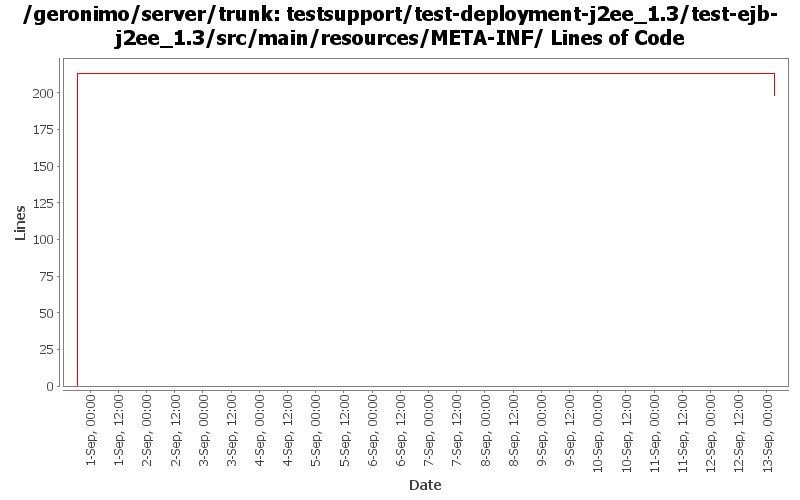 /geronimo/server/trunk: testsupport/test-deployment-j2ee_1.3/test-ejb-
j2ee_1.3/src/main/resources/META-INF/ Lines of Code
200
175
150
125
100
75
50
25
0
Lines
1-Sep, 00:00
1-Sep, 12:00
2-Sep, 00:00
2-Sep, 12:00
3-Sep, 00:00
3-Sep, 12:00
4-Sep, 00:00
4-Sep, 12:00
5-Sep, 00:00
5-Sep, 12:00
6-Sep, 00:00
6-Sep, 12:00
7-Sep, 00:00
7-Sep, 12:00
8-Sep, 00:00
8-Sep, 12:00
9-Sep, 00:00
9-Sep, 12:00
10-Sep, 00:00
10-Sep, 12:00
11-Sep, 00:00
11-Sep, 12:00
12-Sep, 00:00
12-Sep, 12:00
13-Sep, 00:00
Date